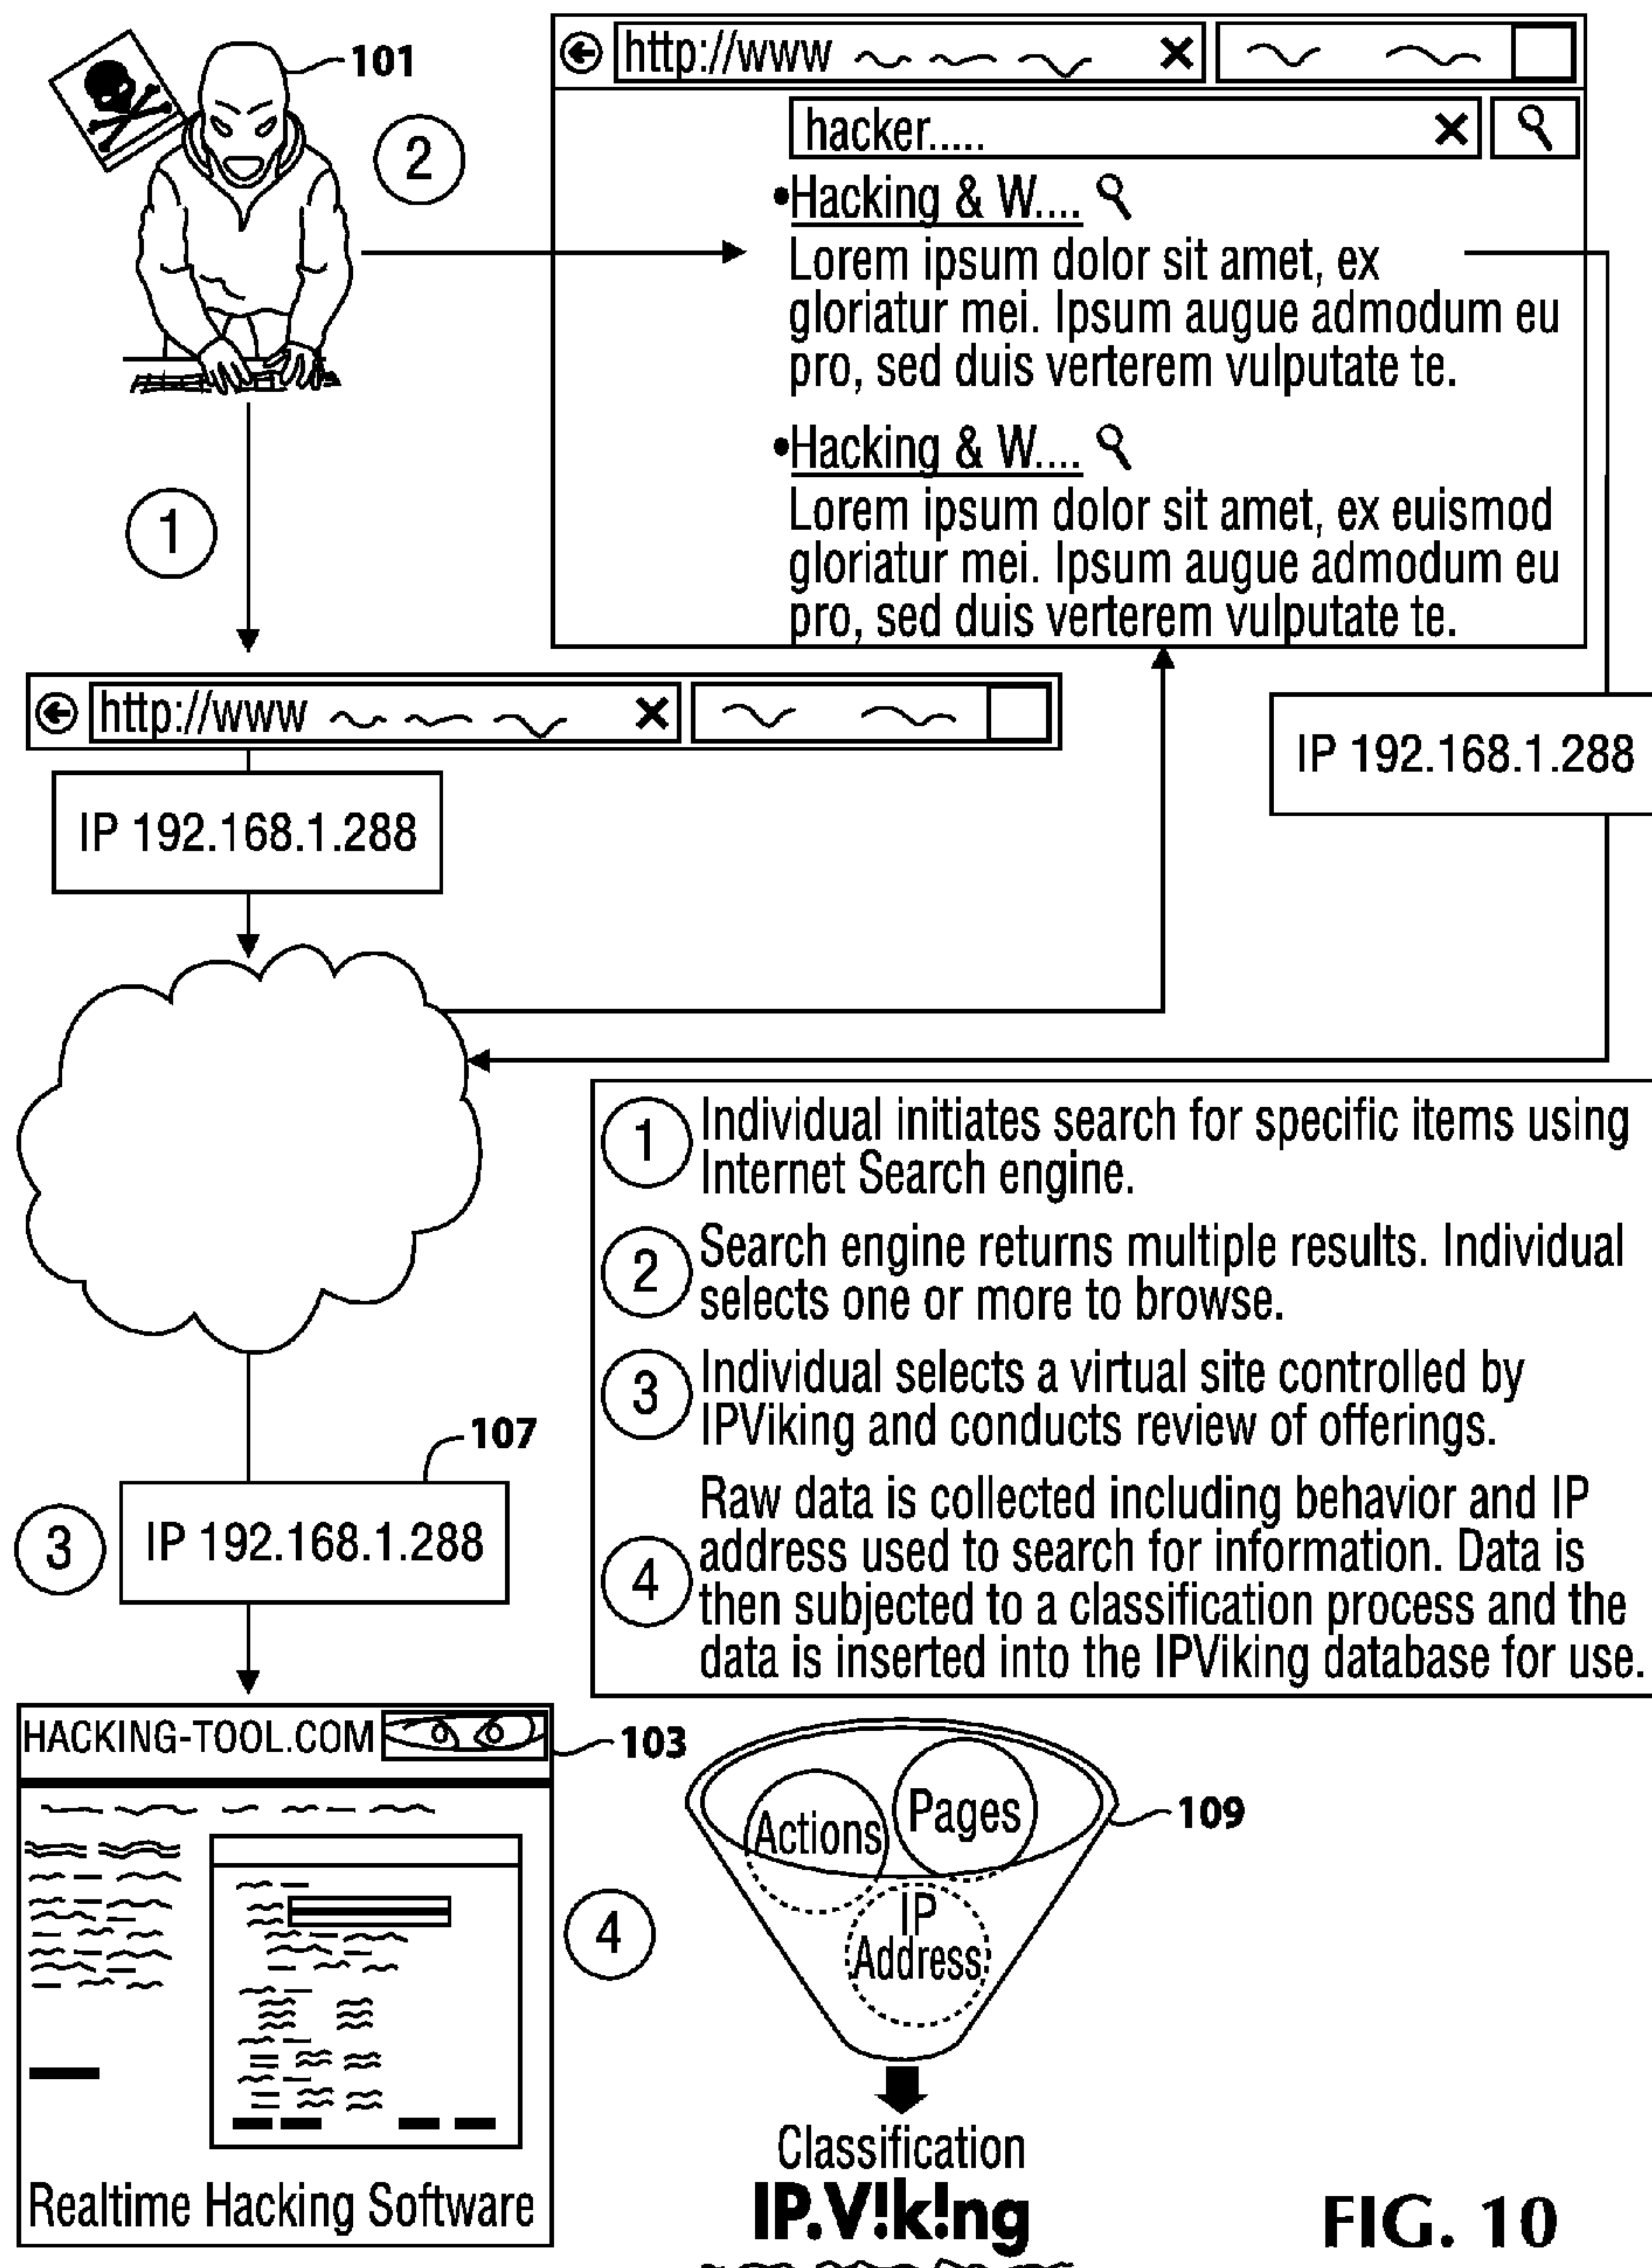 101
2
http://www
hacker.....
•Hacking & W....
Lorem ipsum dolor sit amet, ex
gloriatur mei. Ipsum augue admodum eu
pro, sed duis verterem vulputate te.
•Hacking & W....
Lorem ipsum dolor sit amet, ex euismod
gloriatur mei. Ipsum augue admodum eu
pro, sed duis verterem vulputate te.
1
http://www
IP 192.168.1.288
IP 192.168.1.288
1 Individual initiates search for specific items using
Internet Search engine.
2 Search engine returns multiple results. Individual
selects one or more to browse.
3 Individual selects a virtual site controlled by
IPViking and conducts review of offerings.
Raw data is collected including behavior and IP
4 address used to search for information. Data is
then subjected to a classification process and the
data is inserted into the IPViking database for use.
107
3
IP 192.168.1.288
HACKING-TOOL.COM
103
Realtime Hacking Software
4
Actions
Pages
IP
Address
109
Classification
IP.V!k!ng
FIG. 10